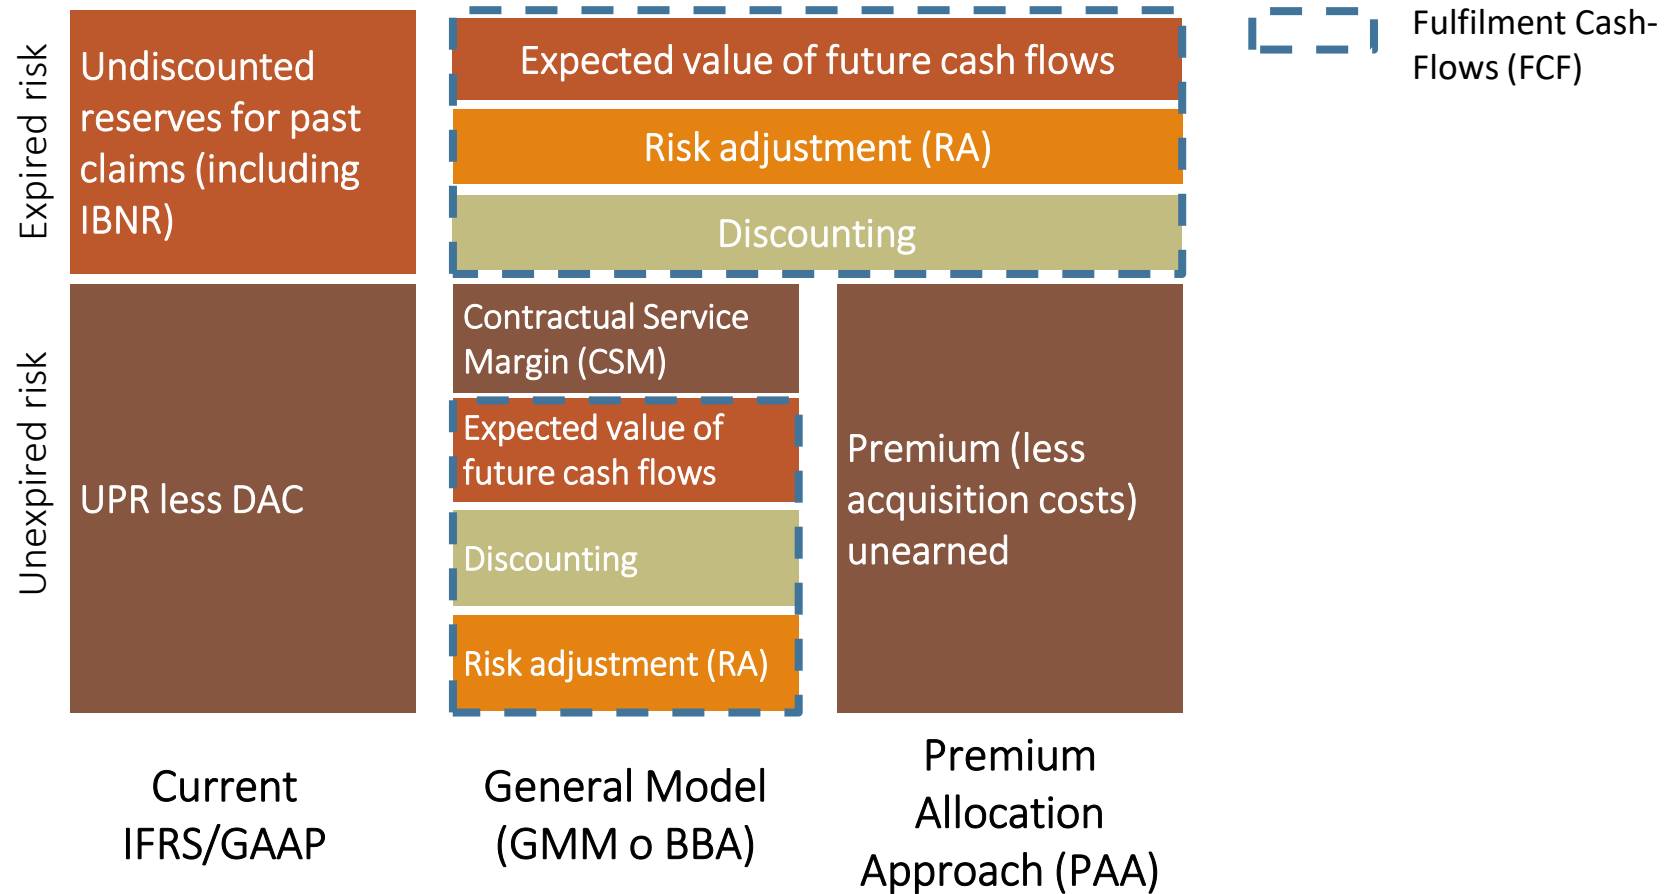 Expired risk
Undiscounted
reserves for past
claims (including
IBNR)
Expected value of future cash flows
Risk adjustment (RA)
Discounting
Fulfilment Cash-
Flows (FCF)
Unexpired risk
UPR less DAC
Contractual Service
Margin (CSM)
Expected value of
future cash flows
Discounting
Risk adjustment (RA)
Premium (less
acquisition costs)
unearned
Current
IFRS/GAAP
General Model
(GMM o BBA)
Premium
Allocation
Approach (PAA)